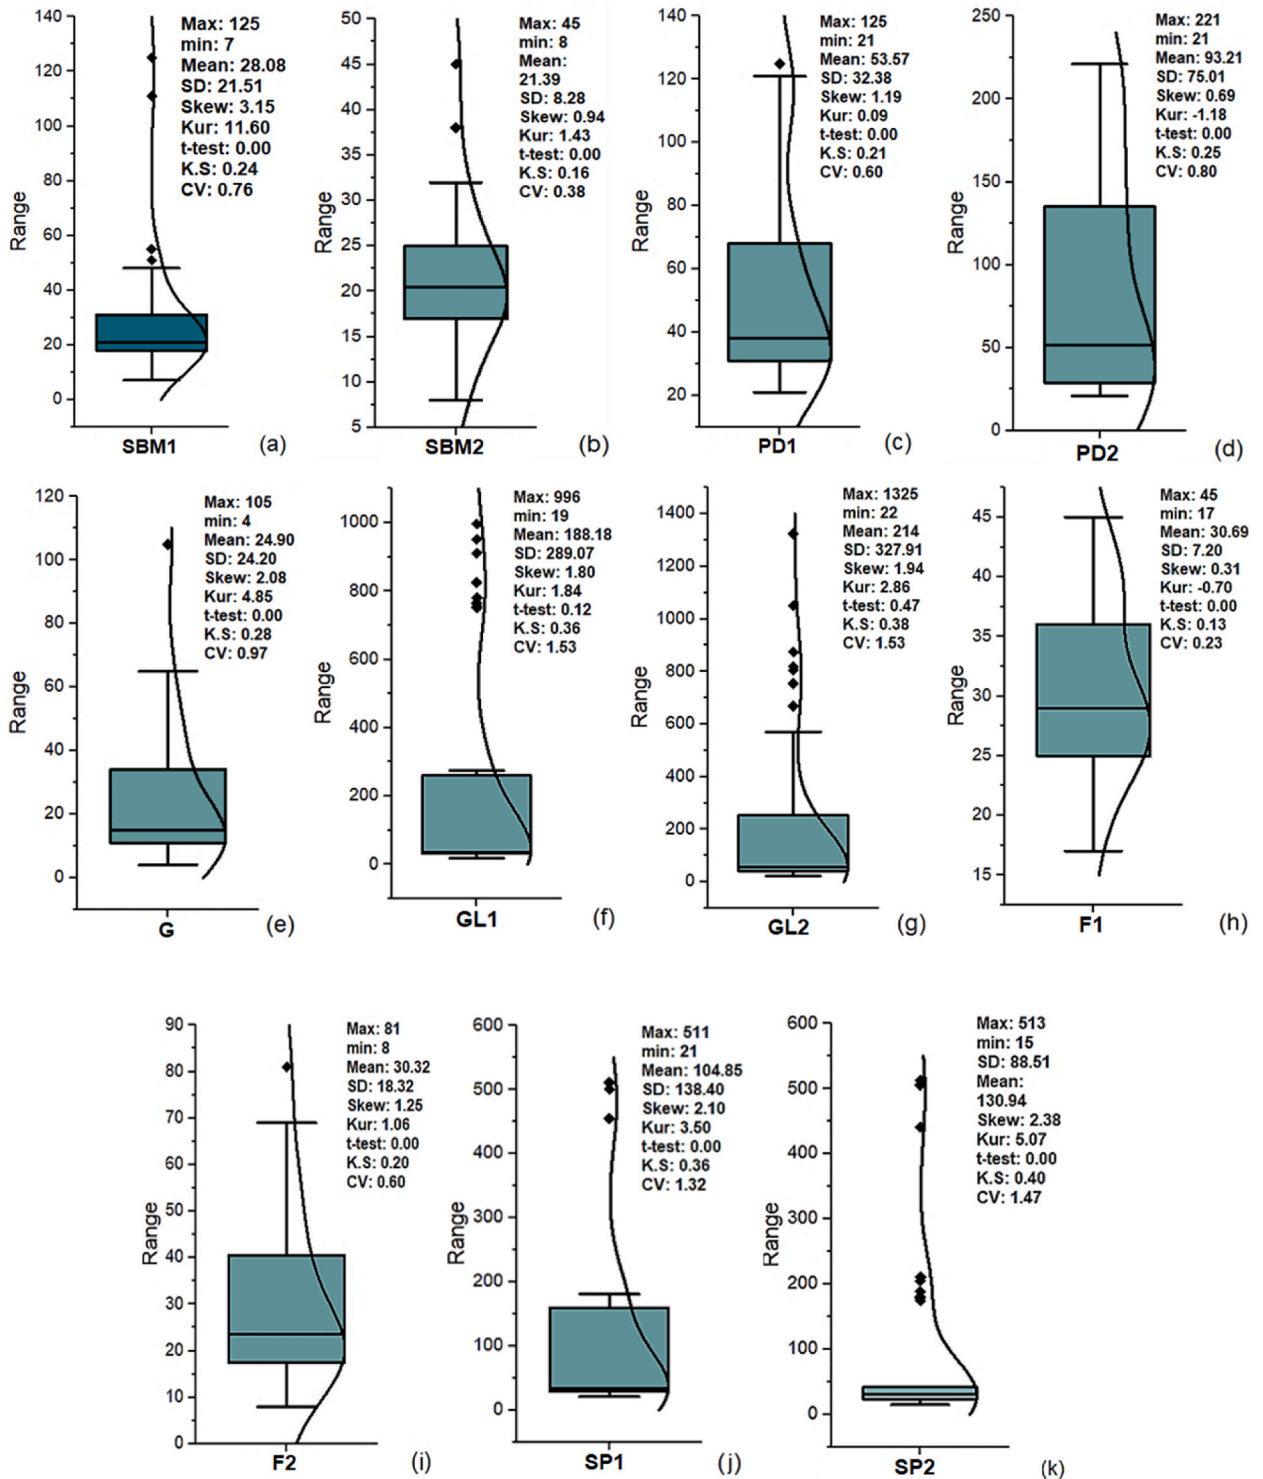 140
120
100
80
60
40
20
0
Range
SBM1
(a)
Max: 125
min: 7
Mean: 28.08
SD: 21.51
Skew: 3.15
Kur: 11.60
t-test: 0.00
K.S: 0.24
CV: 0.76
50
45
40
35
30
25
20
15
10
5
Range
SBM2
(b)
Max: 45
min: 8
Mean:
21.39
SD: 8.28
Skew: 0.94
Kur: 1.43
t-test: 0.00
K.S: 0.16
CV: 0.38
140
120
100
80
60
40
20
Range
PD1
(c)
Max: 125
min: 21
Mean: 53.57
SD: 32.38
Skew: 1.19
Kur: 0.09
t-test: 0.00
K.S: 0.21
CV: 0.60
250
200
150
100
50
0
Range
PD2
(d)
Max: 221
min: 21
Mean: 93.21
SD: 75.01
Skew: 0.69
Kur: -1.18
t-test: 0.00
K.S: 0.25
CV: 0.80
120
100
80
60
40
20
0
Range
G
(e)
Max: 105
min: 4
Mean: 24.90
SD: 24.20
Skew: 2.08
Kur: 4.85
t-test: 0.00
K.S: 0.28
CV: 0.97
1000
800
600
400
200
0
Range
GL1
(f)
Max: 996
min: 19
Mean: 188.18
SD: 289.07
Skew: 1.80
Kur: 1.84
t-test: 0.12
K.S: 0.36
CV: 1.53
1400
1200
1000
800
600
400
200
0
Range
GL2
(g)
Max: 1325
min: 22
Mean: 214
SD: 327.91
Skew: 1.94
Kur: 2.86
t-test: 0.47
K.S: 0.38
CV: 1.53
45
40
35
30
25
20
15
Range
F1
(h)
Max: 45
min: 17
Mean: 30.69
SD: 7.20
Skew: 0.31
Kur: -0.70
t-test: 0.00
K.S: 0.13
CV: 0.23
90
80
70
60
50
40
30
20
10
0
Range
F2
(i)
Max: 81
min: 8
Mean: 30.32
SD: 18.32
Skew: 1.25
Kur: 1.06
t-test: 0.00
K.S: 0.20
CV: 0.60
600
500
400
300
200
100
0
Range
SP1
(j)
Max: 511
min: 21
Mean: 104.85
SD: 138.40
Skew: 2.10
Kur: 3.50
t-test: 0.00
K.S: 0.36
CV: 1.32
600
500
400
300
200
100
0
Range
SP2
(k)
Max: 513
min: 15
SD: 88.51
Mean:
130.94
Skew: 2.38
Kur: 5.07
t-test: 0.00
K.S: 0.40
CV: 1.47